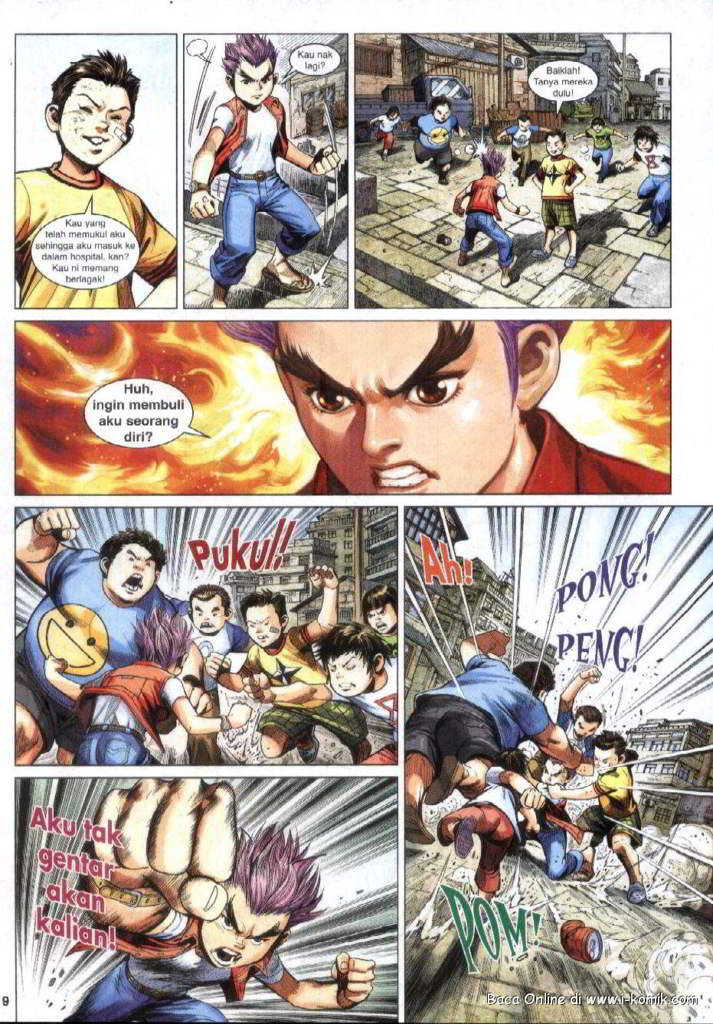 Kau yang
telah memukul aku
sehingga aku masuk ke
dalam hospital, kan?
Kau ni memang
berlagak!
Kau nak
lagi?
Baiklah!
Tanya mereka
dulu!
Huh,
ingin membuli
aku seorang
diri?
Pukul!!
Aku tak
gentar
akan
kalian!
Ah!
PONG!
PENG!
POM!
9
Baca Online di www.i-komik.com